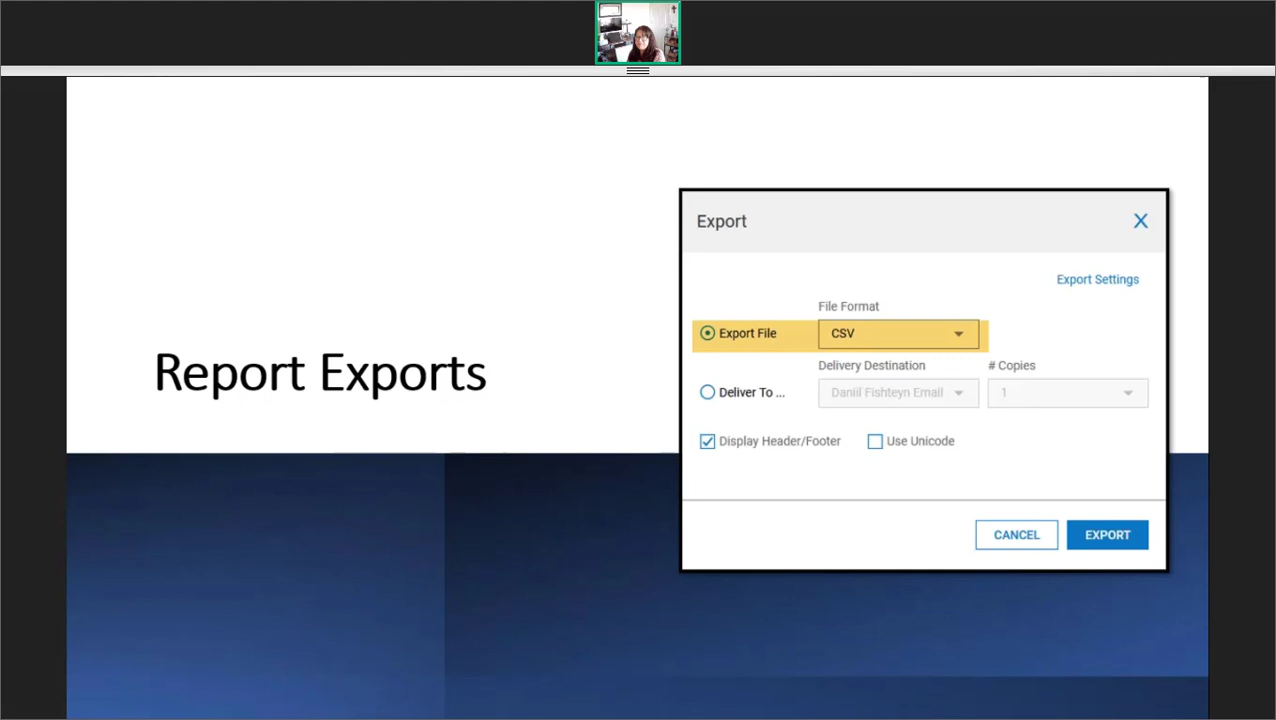 Report Exports
Export
X
Export Settings
File Format
Export File
CSV
Delivery Destination
# Copies
Deliver To ...
Daniil Fishteyn Email
1
Display Header/Footer
Use Unicode
CANCEL
EXPORT